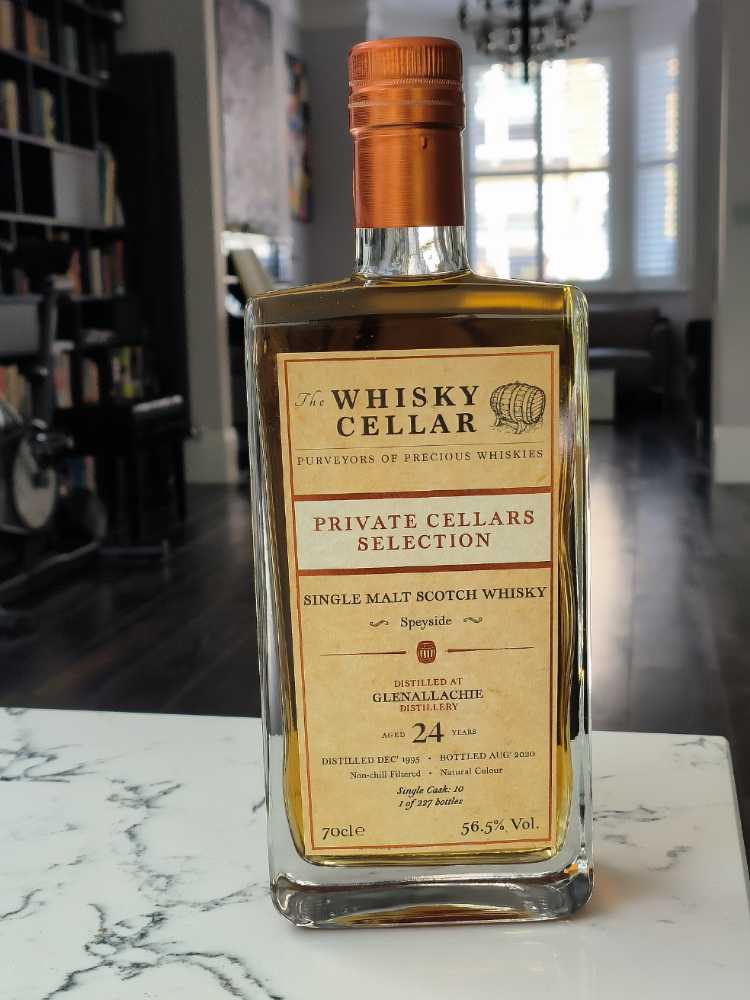 The WHISKY
CELLAR
PURVEYORS OF PRECIOUS WHISKIES
PRIVATE CELLARS
SELECTION
SINGLE MALT SCOTCH WHISKY
Speyside
DISTILLED AT
GLENALLACHIE
DISTILLERY
AGED 24 YEARS
DISTILLED DEC' 1995 • BOTTLED AUG' 2020
Non-chill Filtered • Natural Colour
Single Cask: 10
1 of 227 bottles
70cl e 56.5% Vol.